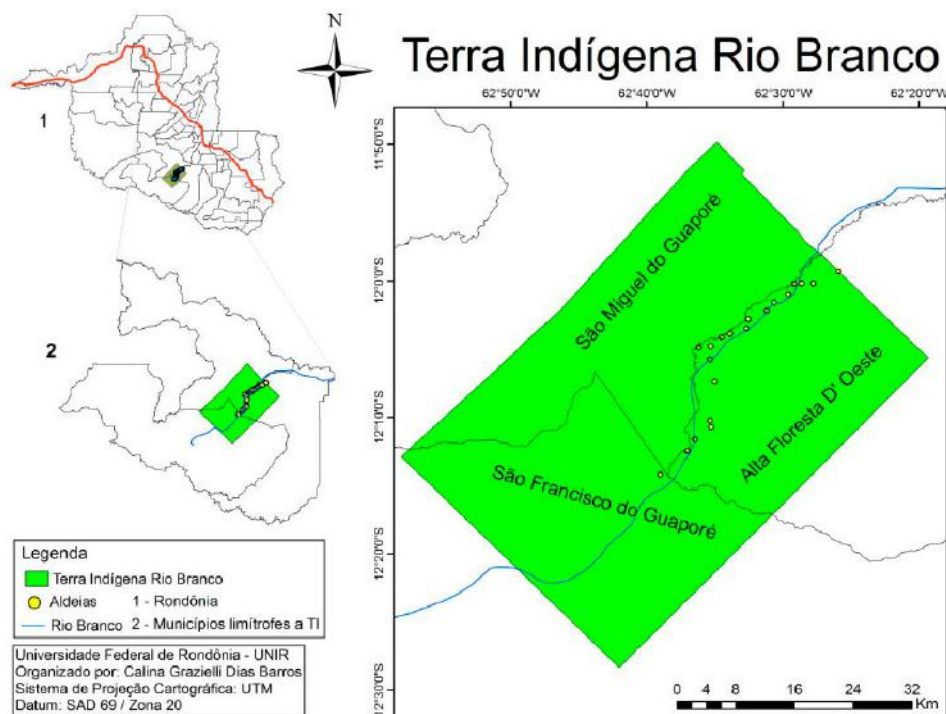 N
Terra Indígena Rio Branco
1
62°50'0"W
62°40'0"W
62°30'0"W
62°20'0"W
11°50'0"S
12°0'0"S
12°10'0"S
12°20'0"S
12°30'0"S
São Miguel do Guaporé
Alta Floresta D' Oeste
São Francisco do Guaporé
2
Legenda
Terra Indígena Rio Branco
Aldeias 1 - Rondônia
Rio Branco 2 - Municípios limítrofes a TI
Universidade Federal de Rondônia - UNIR
Organizado por: Calina Grazielli Dias Barros
Sistema de Projeção Cartográfica: UTM
Datum: SAD 69 / Zona 20
0 4 8 16 24 32
Km